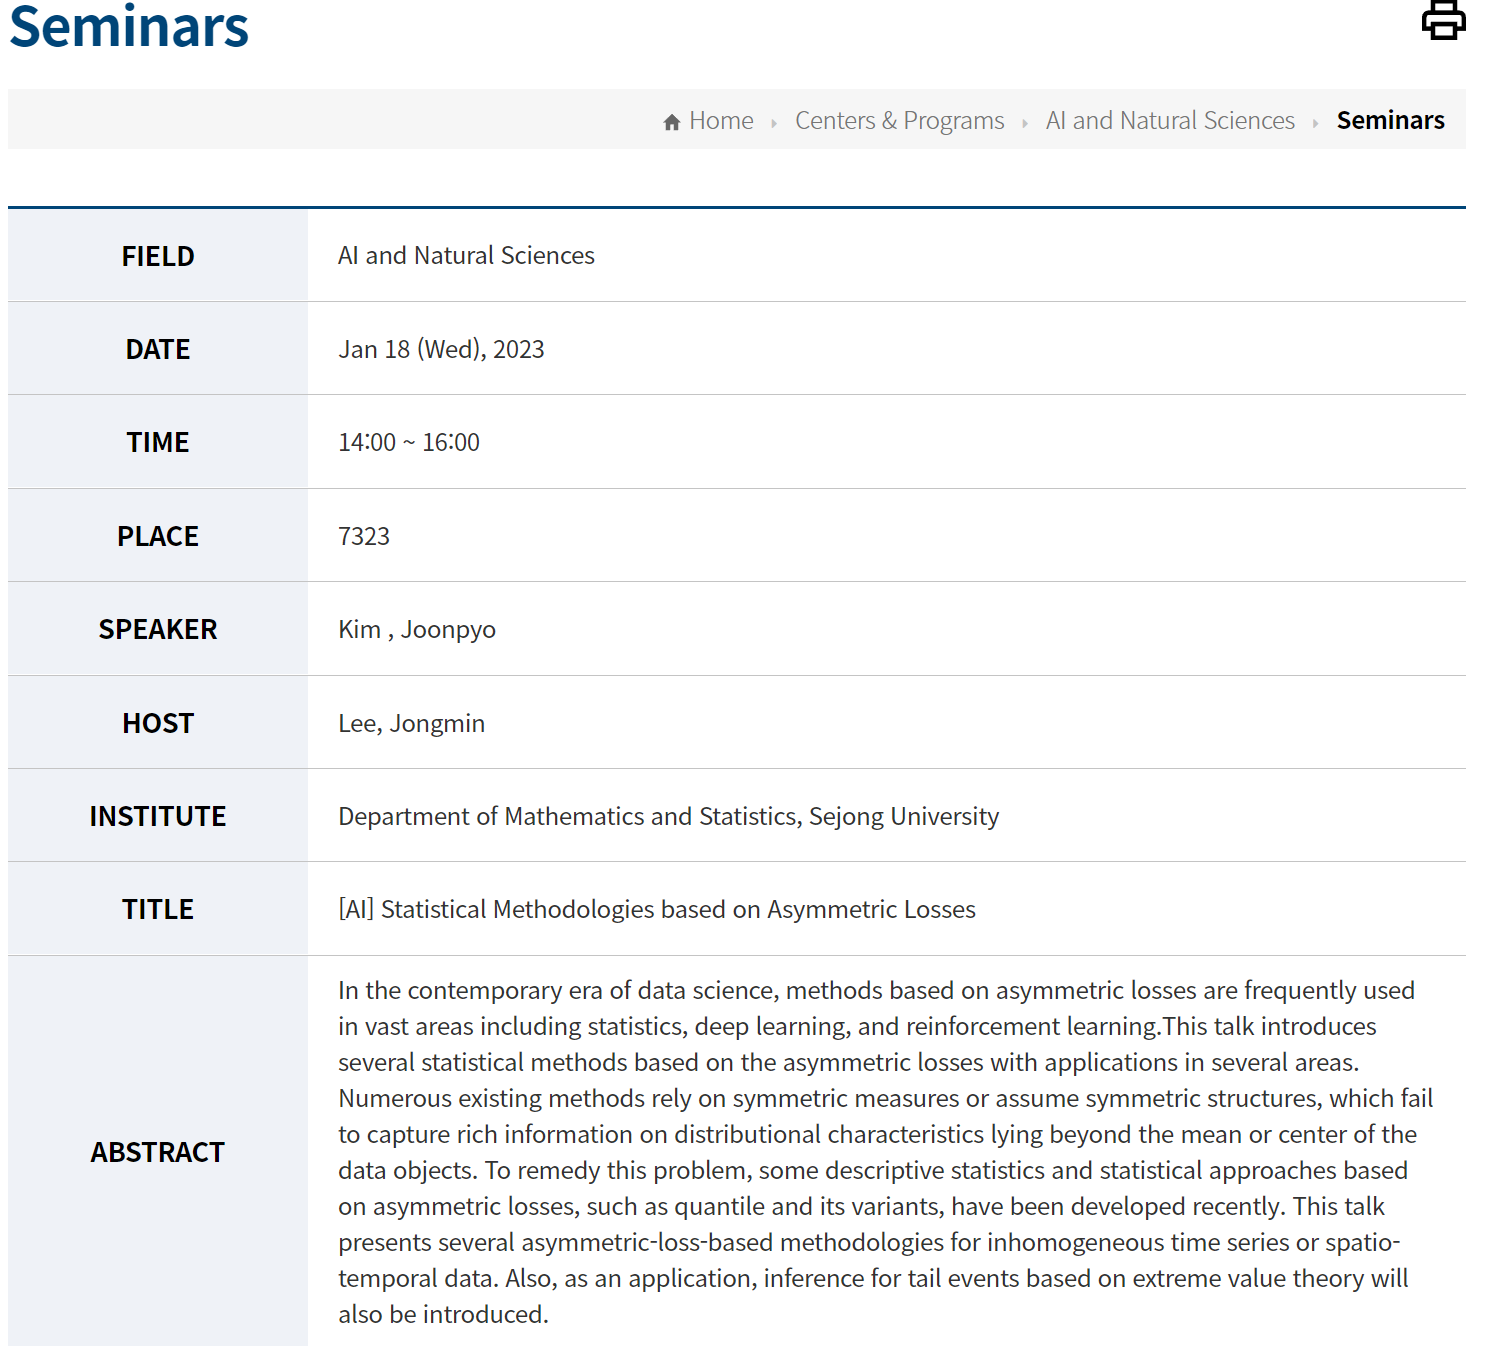 Seminars
Home Centers & Programs AI and Natural Sciences Seminars
FIELD AI and Natural Sciences
DATE Jan 18 (Wed), 2023
TIME 14:00 ~ 16:00
PLACE 7323
SPEAKER Kim , Joonpyo
HOST Lee, Jongmin
INSTITUTE Department of Mathematics and Statistics, Sejong University
TITLE [AI] Statistical Methodologies based on Asymmetric Losses
ABSTRACT
In the contemporary era of data science, methods based on asymmetric losses are frequently used
in vast areas including statistics, deep learning, and reinforcement learning.This talk introduces
several statistical methods based on the asymmetric losses with applications in several areas.
Numerous existing methods rely on symmetric measures or assume symmetric structures, which fail
to capture rich information on distributional characteristics lying beyond the mean or center of the
data objects. To remedy this problem, some descriptive statistics and statistical approaches based
on asymmetric losses, such as quantile and its variants, have been developed recently. This talk
presents several asymmetric-loss-based methodologies for inhomogeneous time series or spatio-
temporal data. Also, as an application, inference for tail events based on extreme value theory will
also be introduced.